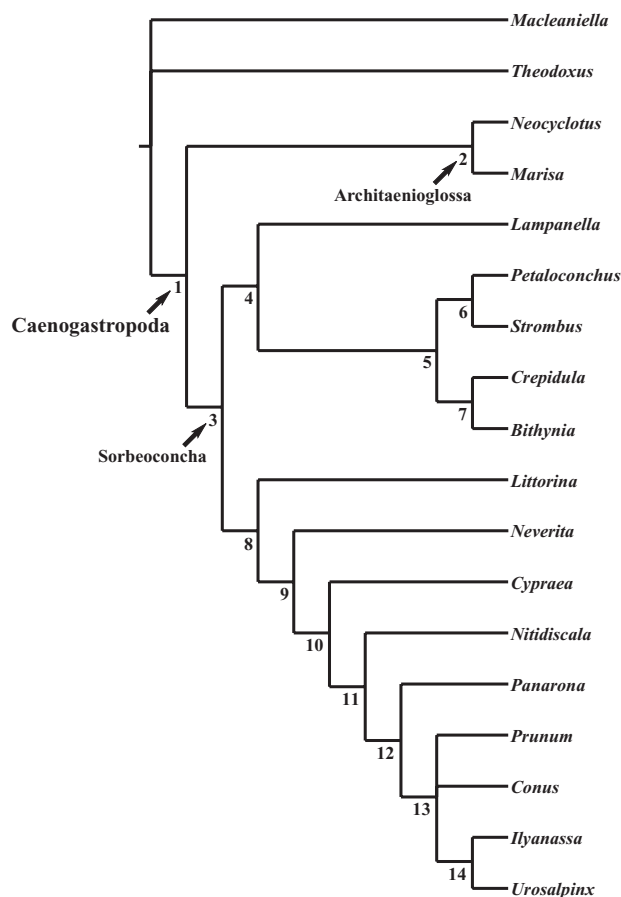 Macleaniella
Theodoxus
Neocyclotus
2
Marisa
Architaenioglossa
Lampanella
Petaloconchus
1
4
6
Caenogastropoda
Strombus
5
Crepidula
3
7
Sorbeoconcha
Bithynia
Littorina
8
Neverita
9
Cypraea
10
Nitidiscala
11
Panarona
12
Prunum
Conus
13
Ilyanassa
14
Urosalpinx